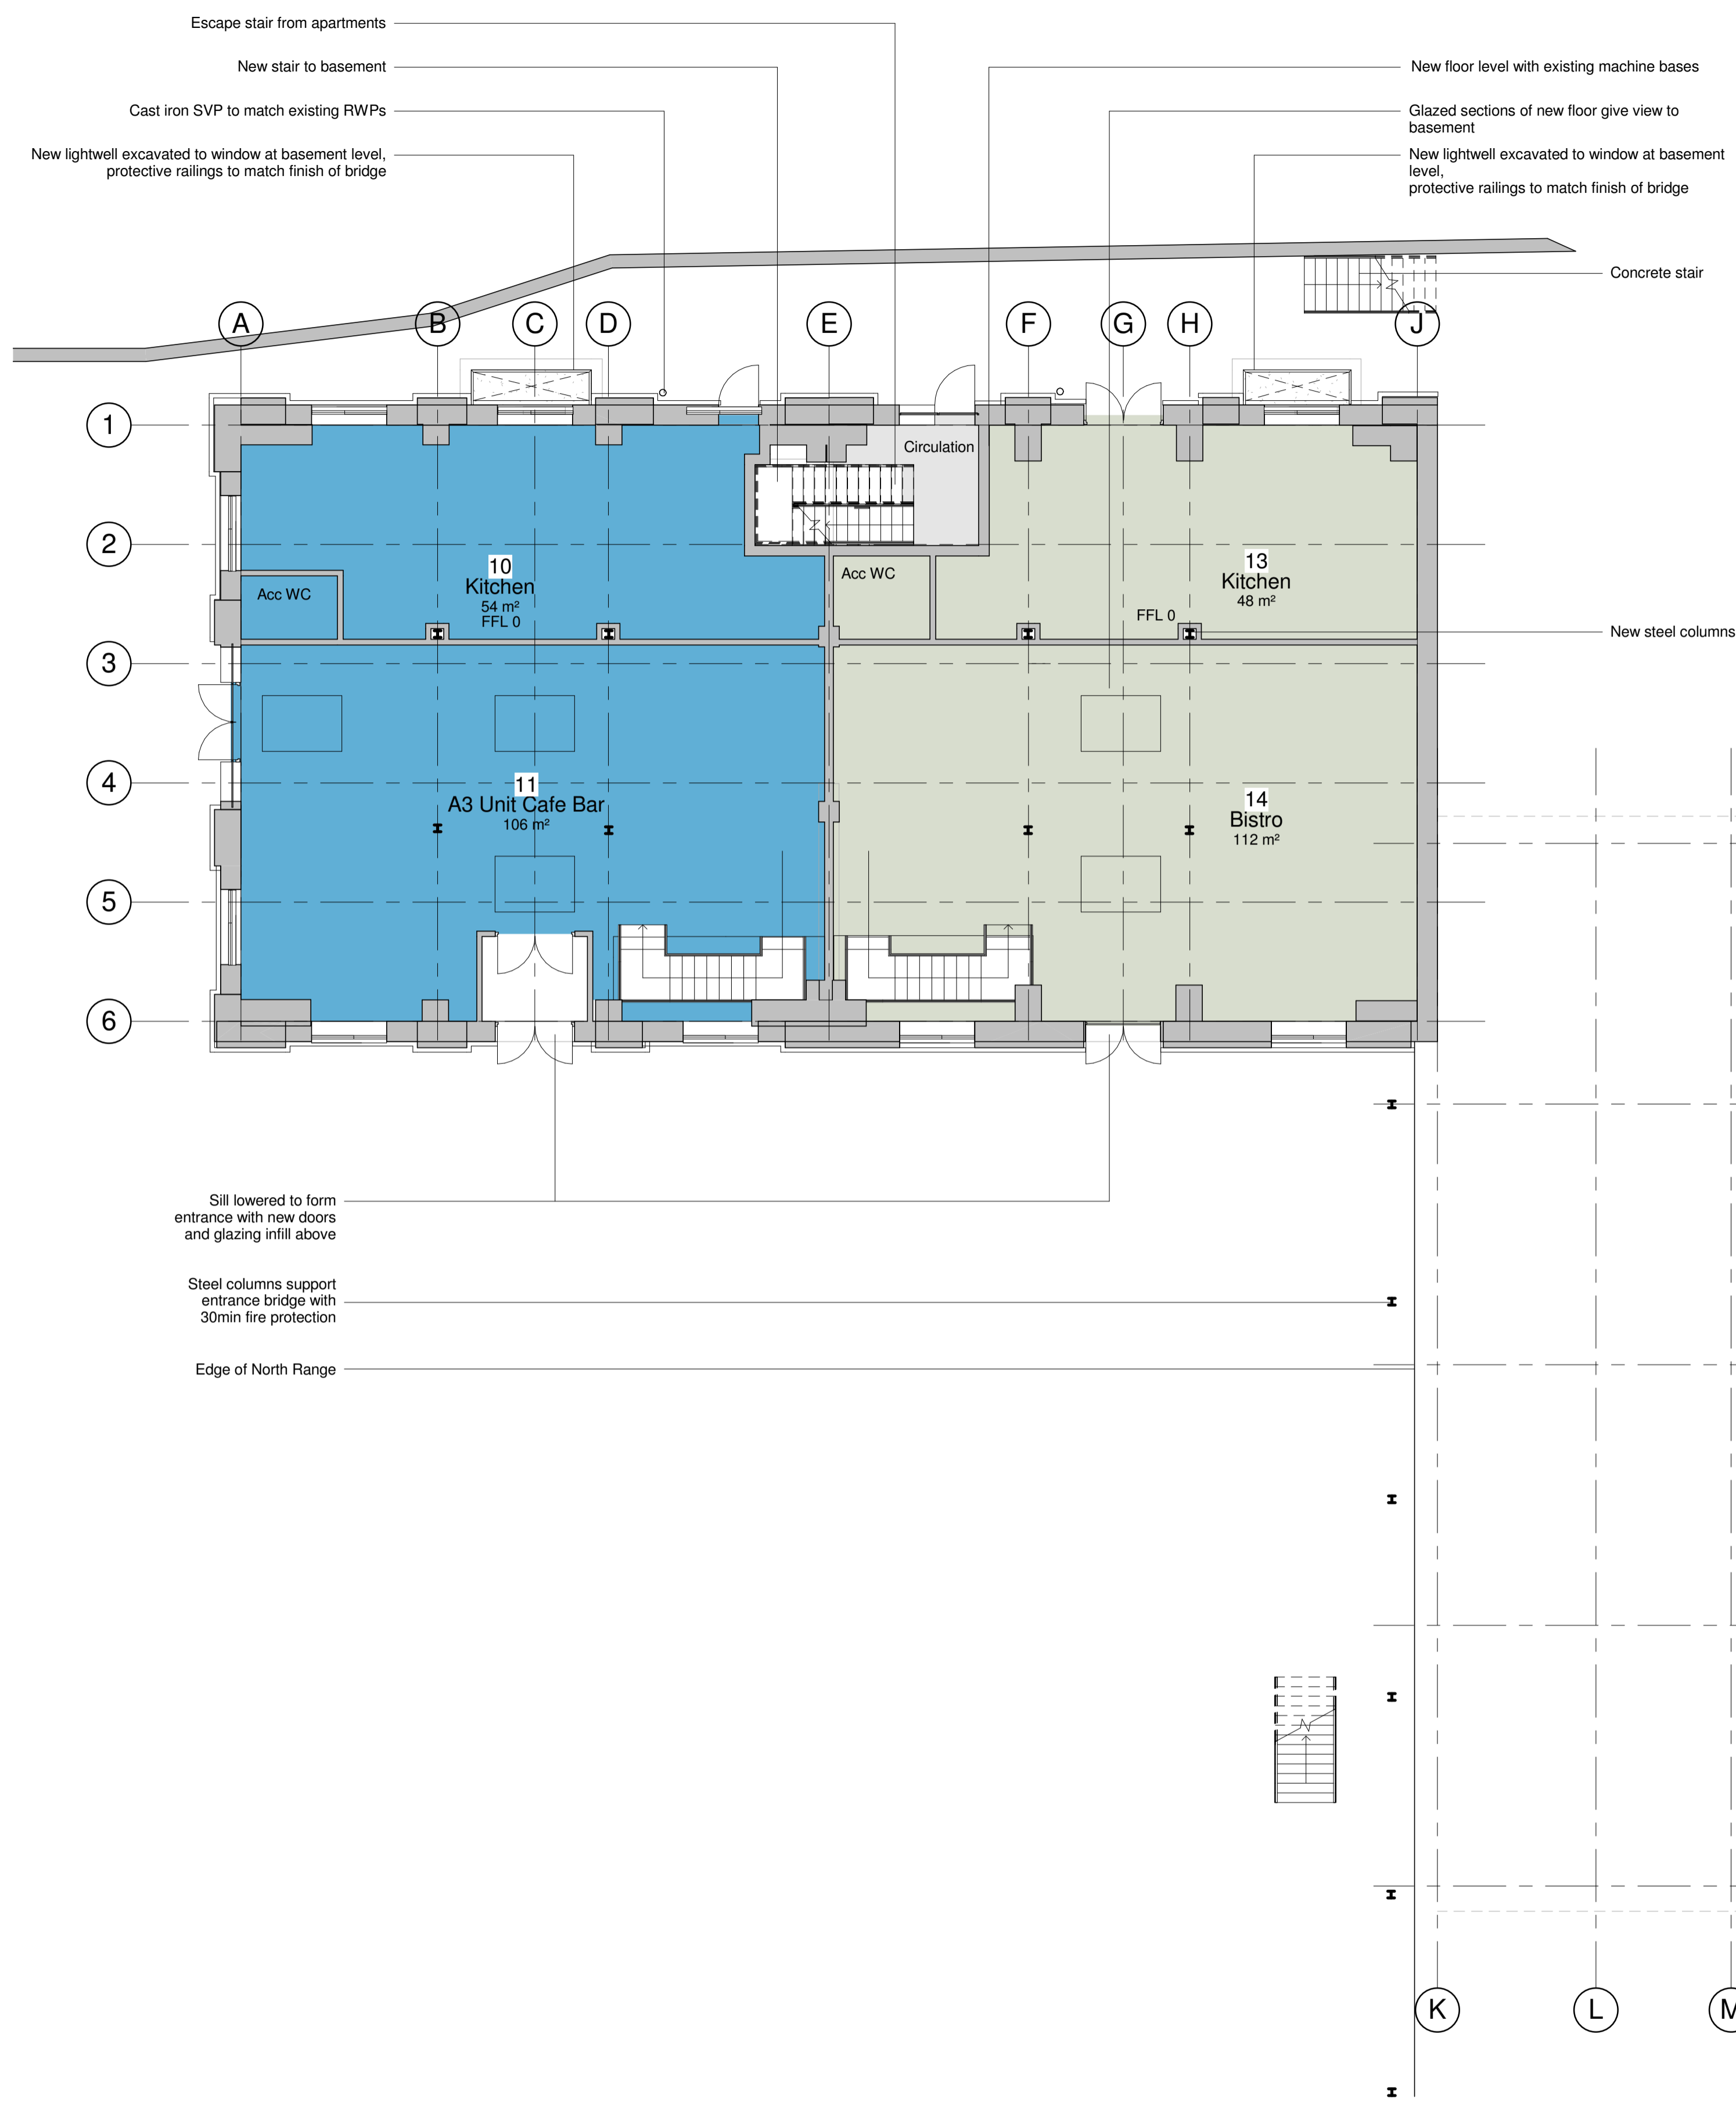 Escape stair from apartments
New stair to basement
New floor level with existing machine bases
Cast iron SVP to match existing RWPs
Glazed sections of new floor give view to
basement
New lightwell excavated to window at basement level,
protective railings to match finish of bridge
New lightwell excavated to window at basement
level,
protective railings to match finish of bridge
Concrete stair
A
B
C
D
E
F
G
H
J
1
Circulation
2
10
Kitchen
54 m²
FFL 0
Acc WC
Acc WC
13
Kitchen
48 m²
FFL 0
New steel columns
3
4
11
A3 Unit Cafe Bar
106 m²
14
Bistro
112 m²
5
6
Sill lowered to form
entrance with new doors
and glazing infill above
Steel columns support
entrance bridge with
30min fire protection
Edge of North Range
K
L
M